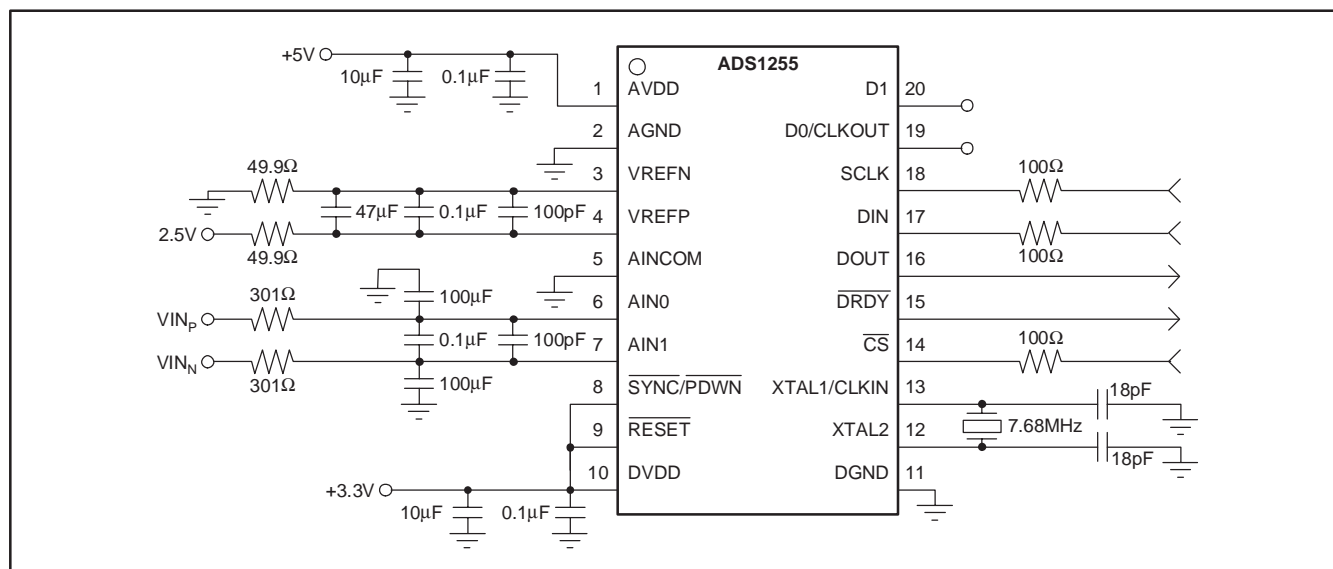 ADS1255
+5V
10μF
0.1μF
1 AVDD
D1 20
2 AGND
D0/CLKOUT 19
49.9Ω
3 VREFN
SCLK 18
100Ω
47μF
0.1μF
100pF
4 VREFP
DIN 17
2.5V
49.9Ω
100Ω
5 AINCOM
DOUT 16
301Ω
100μF
6 AIN0
DRDY 15
VINP
0.1μF
100pF
7 AIN1
CS 14
100Ω
VINN
301Ω
100μF
8 SYNC/PDWN
XTAL1/CLKIN 13
18pF
9 RESET
XTAL2 12
7.68MHz
18pF
10 DVDD
DGND 11
+3.3V
10μF
0.1μF